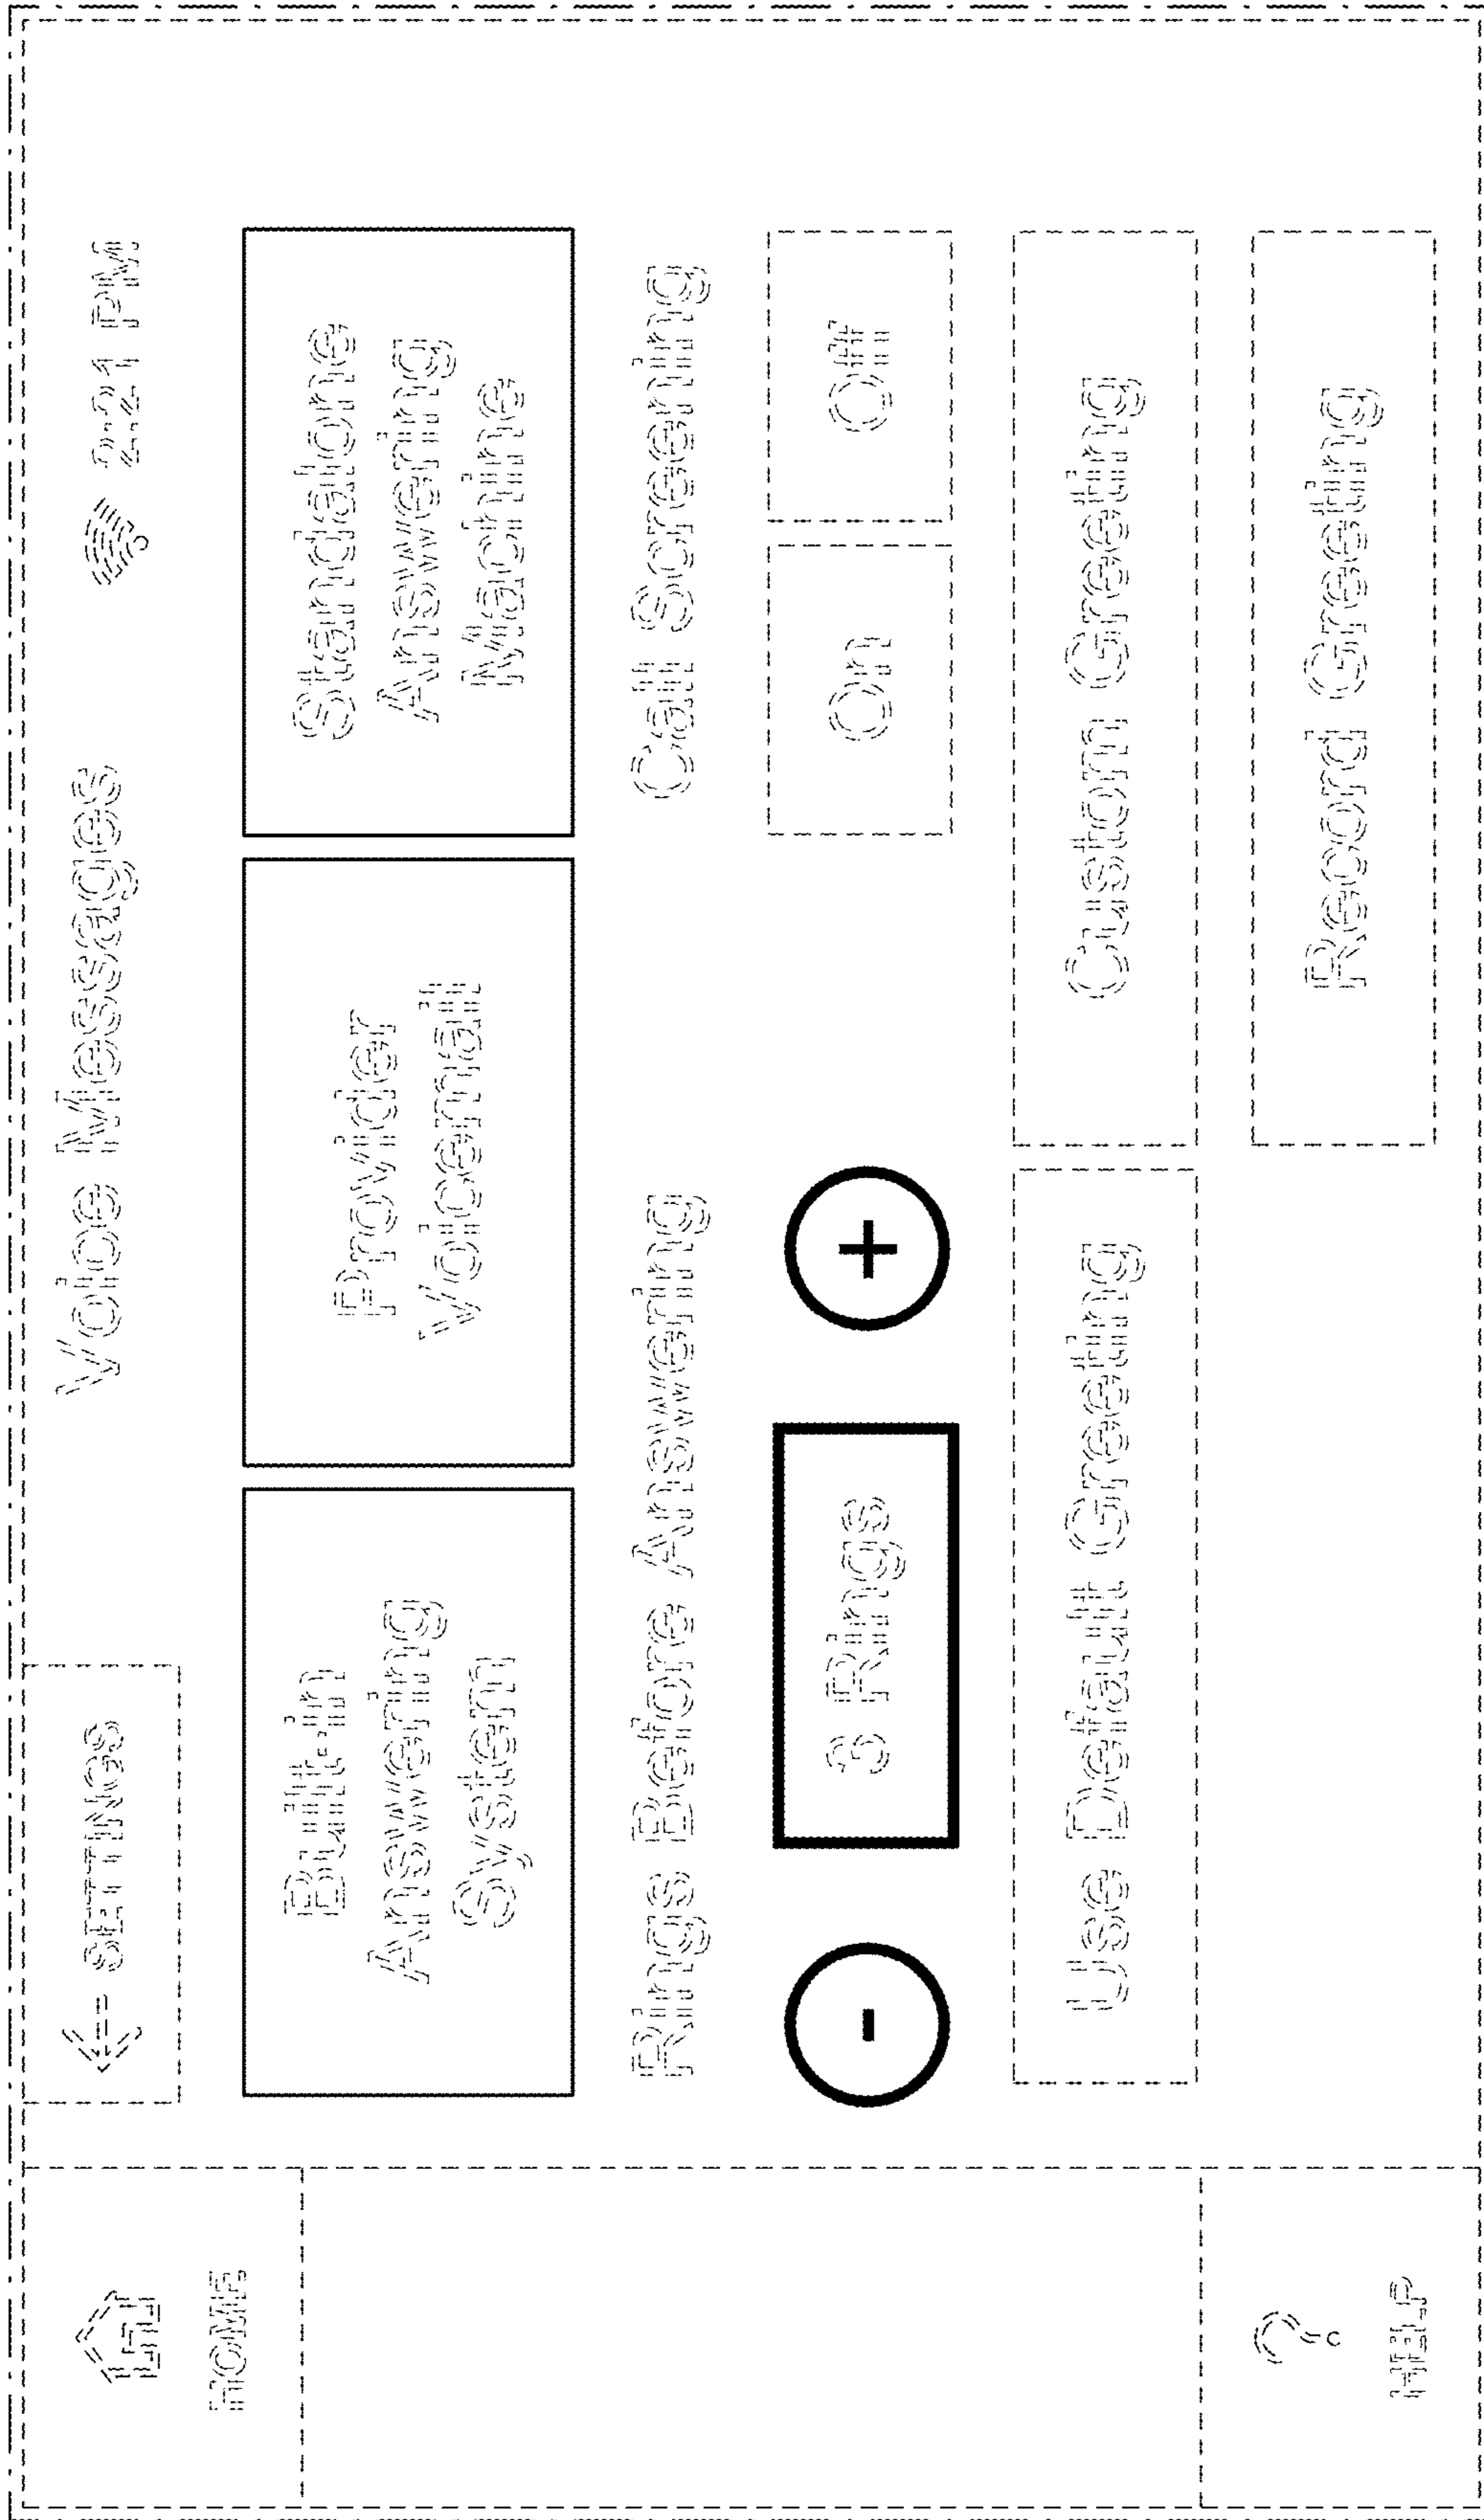 HOME
HELP
SETTINGS
Voice Messages
2:21 PM
Built-in
Answering
System
Provider
Voicemail
Standalone
Answering
Machine
Rings Before Answering
Call Screening
-
3 Rings
+
On
Off
Use Default Greeting
Custom Greeting
Record Greeting